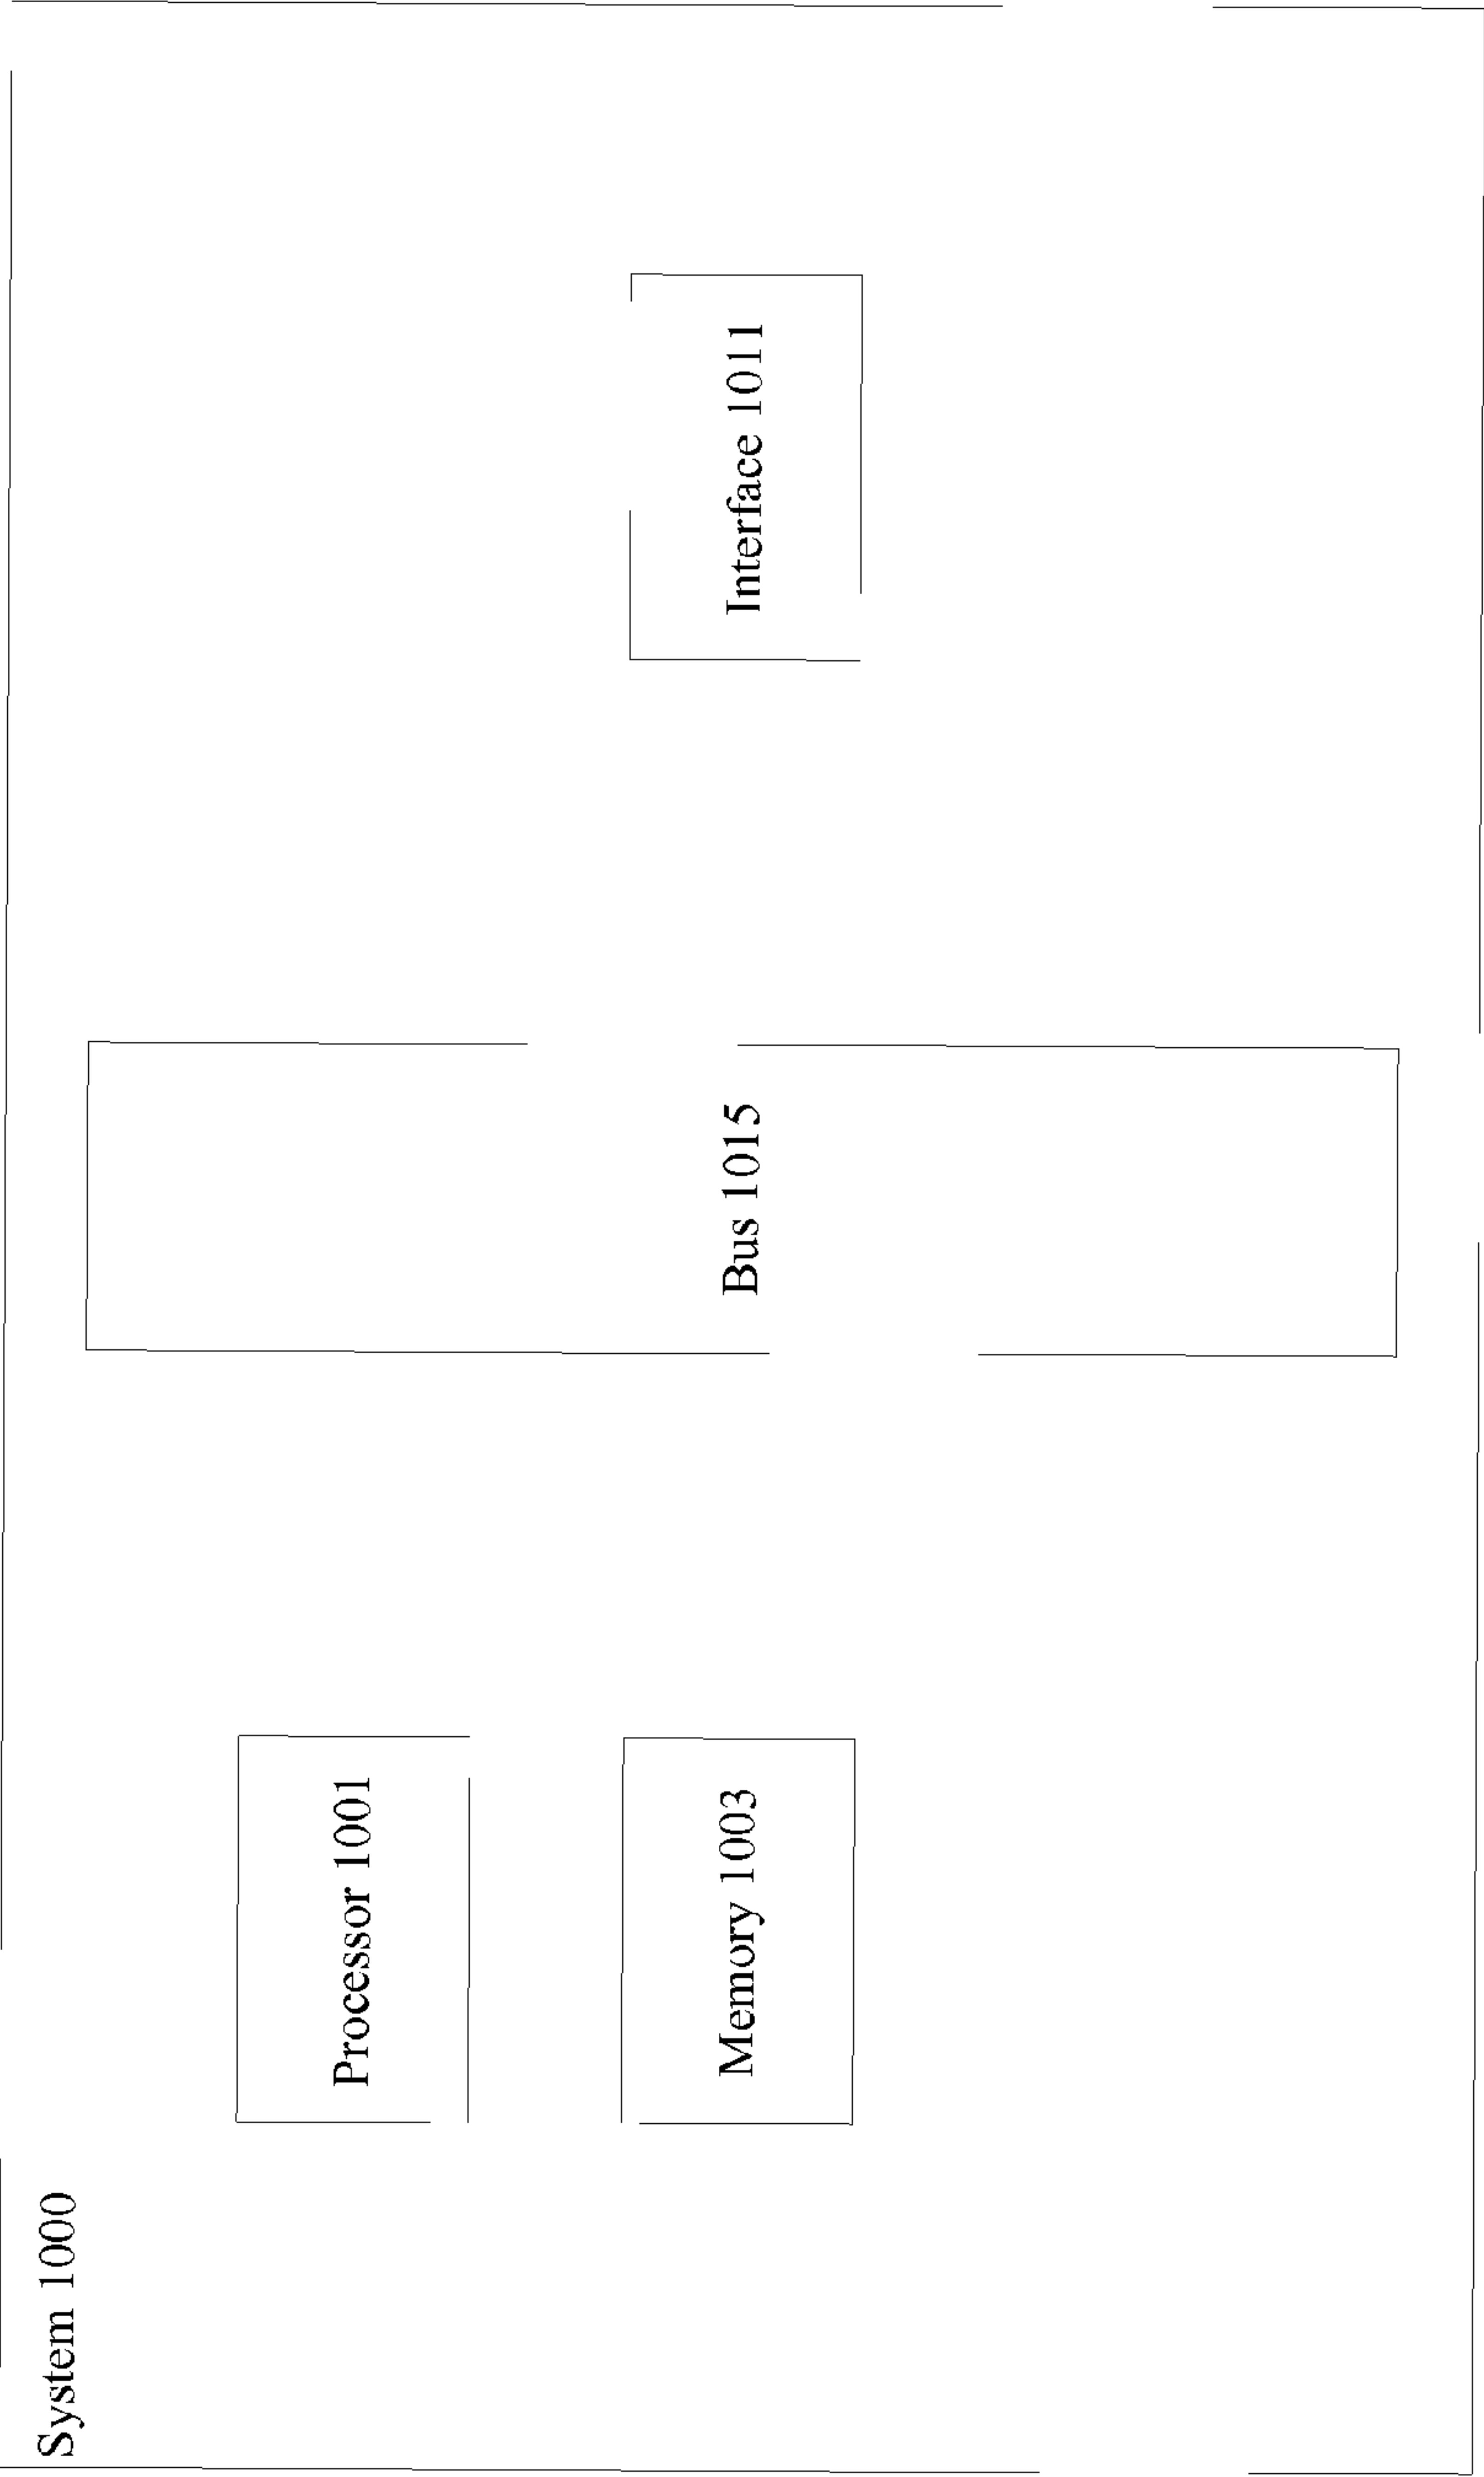 System 1000
Processor 1001
Memory 1003
Bus 1015
Interface 1011